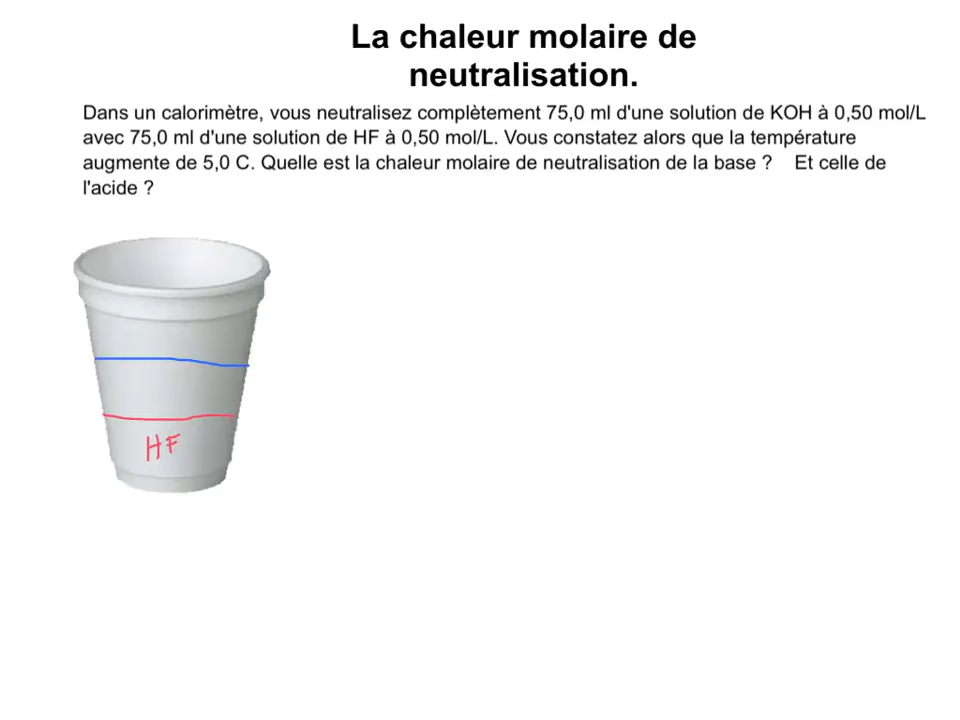 La chaleur molaire de
neutralisation.
Dans un calorimètre, vous neutralisez complètement 75,0 ml d'une solution de KOH à 0,50 mol/L
avec 75,0 ml d'une solution de HF à 0,50 mol/L. Vous constatez alors que la température
augmente de 5,0 C. Quelle est la chaleur molaire de neutralisation de la base ? Et celle de
l'acide ?
HF